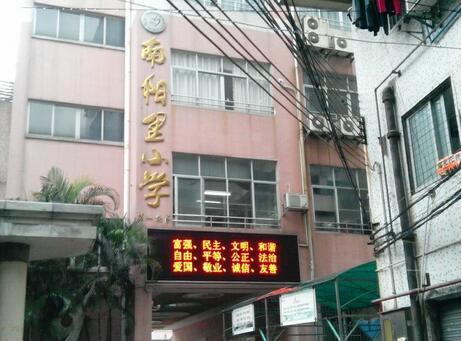 南阳里小学
富强、民主、文明、和谐
自由、平等、公正、法治
爱国、敬业、诚信、友善